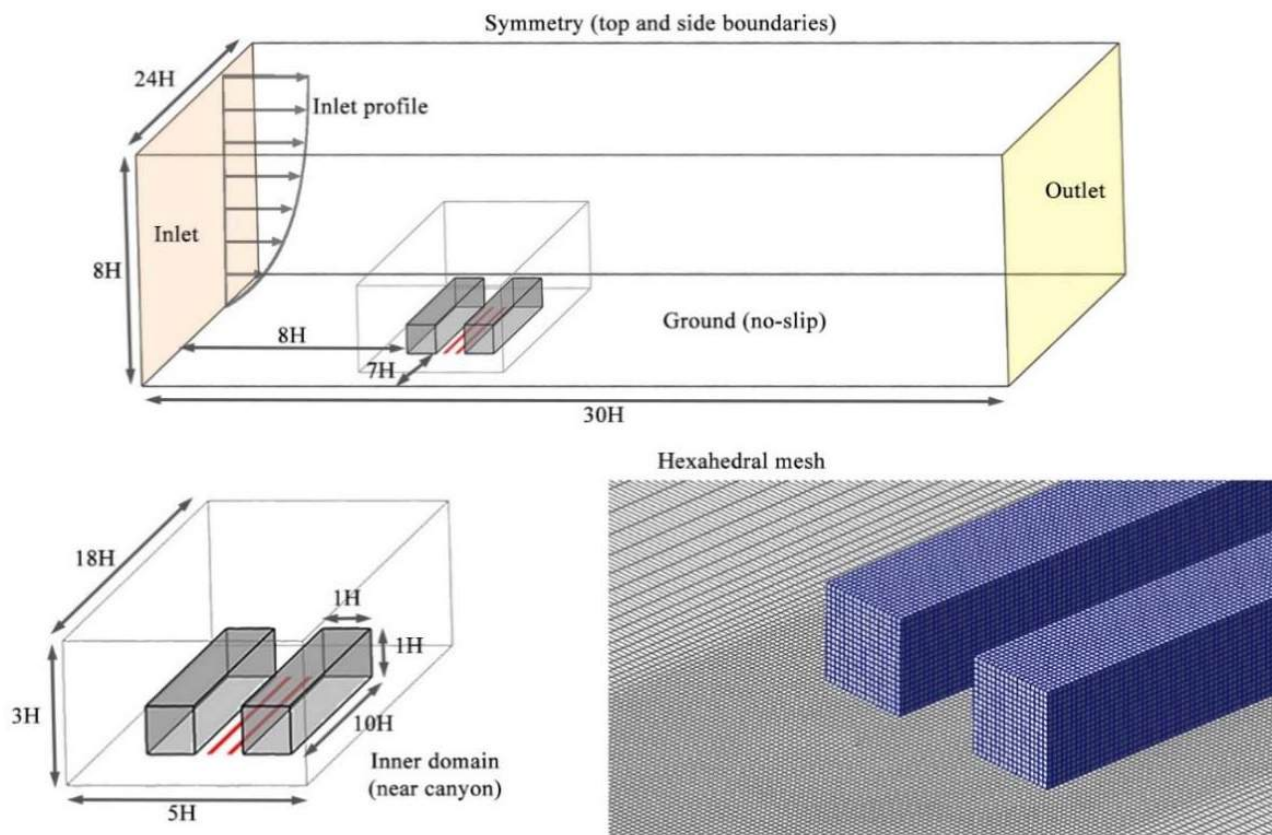 Symmetry (top and side boundaries)
24H
Inlet profile
Inlet
Outlet
8H
8H
7H
Ground (no-slip)
30H
Hexahedral mesh
18H
1H
1H
3H
10H
Inner domain
(near canyon)
5H